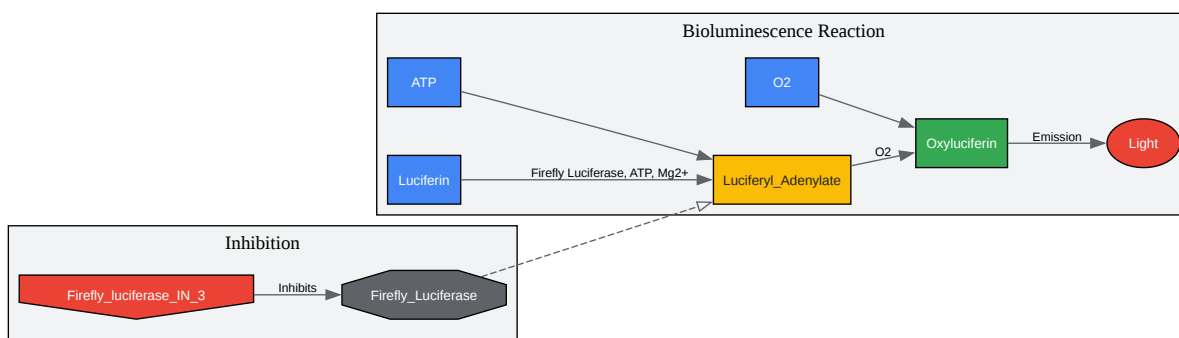 Bioluminescence Reaction
ATP
O2
Luciferin
Firefly Luciferase, ATP, Mg2+
Luciferyl_Adenylate
O2
Oxyluciferin
Emission
Light
Inhibition
Firefly_luciferase_IN_3
Inhibits
Firefly_Luciferase